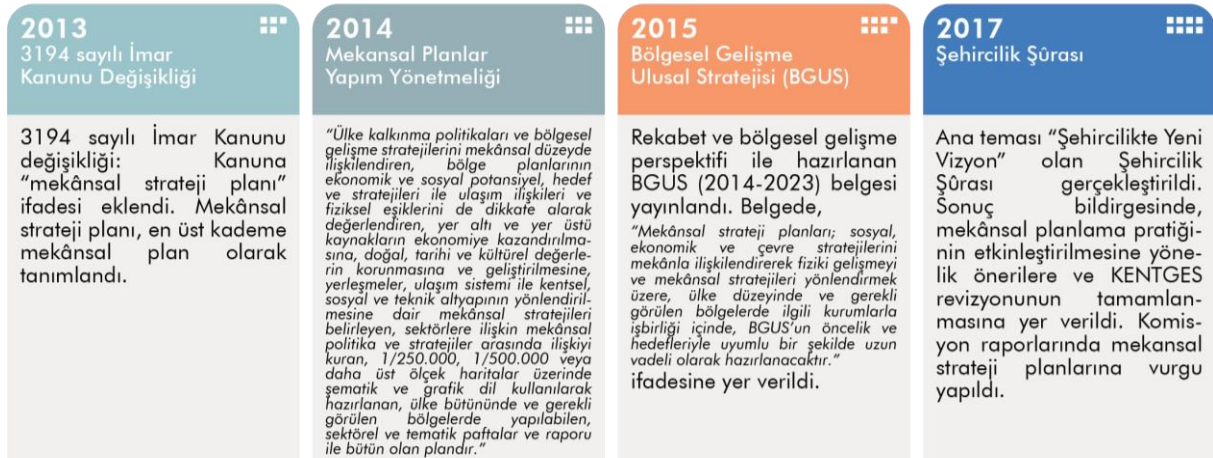 2013
3194 sayılı İmar
Kanunu Değişikliği
3194 sayılı İmar Kanunu
değişikliği: Kanuna
“mekânsal strateji planı”
ifadesi eklendi. Mekânsal
strateji planı, en üst kademe
mekânsal plan olarak
tanımlandı.
2014
Mekansal Planlar
Yapım Yönetmeliği
“Ülke kalkınma politikaları ve bölgesel
gelişme stratejilerini mekânsal düzeyde
ilişkilendiren, bölge planlarının
ekonomik ve sosyal potansiyel, hedef
ve stratejileri ile ulaşım ilişkileri ve
fiziksel eşiklerini de dikkate alarak
değerlendiren, yer altı ve yer üstü
kaynakların ekonomiye kazandırılma-
sına, doğal, tarihi ve kültürel değerle-
rin korunmasına ve geliştirilmesine,
yerleşmeler, ulaşım sistemi ile kentsel,
sosyal ve teknik altyapının yönlendiril-
mesine dair mekânsal stratejileri
belirleyen, sektörlere ilişkin mekânsal
politika ve stratejiler arasında ilişkiyi
kuran, 1/250.000, 1/500.000 veya
daha üst ölçek haritalar üzerinde
şematik ve grafik dil kullanılarak
hazırlanan, ülke bütününde ve gerekli
görülen bölgelerde yapılabilen,
sektörel ve tematik paftalar ve raporu
ile bütün olan plandır.”
2015
Bölgesel Gelişme
Ulusal Stratejisi (BGUS)
Rekabet ve bölgesel gelişme
perspektifi ile hazırlanan
BGUS (2014-2023) belgesi
yayınlandı. Belgede,
“Mekânsal strateji planları; sosyal,
ekonomik ve çevre stratejilerini
mekânla ilişkilendirerek fiziki gelişmeyi
ve mekânsal stratejileri yönlendirmek
üzere, ülke düzeyinde ve gerekli
görülen bölgelerde ilgili kurumlarla
işbirliği içinde, BGUS’un öncelik ve
hedefleriyle uyumlu bir şekilde uzun
vadeli olarak hazırlanacaktır.”
ifadesine yer verildi.
2017
Şehircilik Şûrası
Ana teması “Şehircilikte Yeni
Vizyon” olan Şehircilik
Şûrası gerçekleştirildi.
Sonuç bildirgesinde,
mekânsal planlama pratiği-
nin etkinleştirilmesine yöne-
lik önerilere ve KENTGES
revizyonunun tamamlan-
masına yer verildi. Komis-
yon raporlarında mekansal
strateji planlarına vurgu
yapıldı.